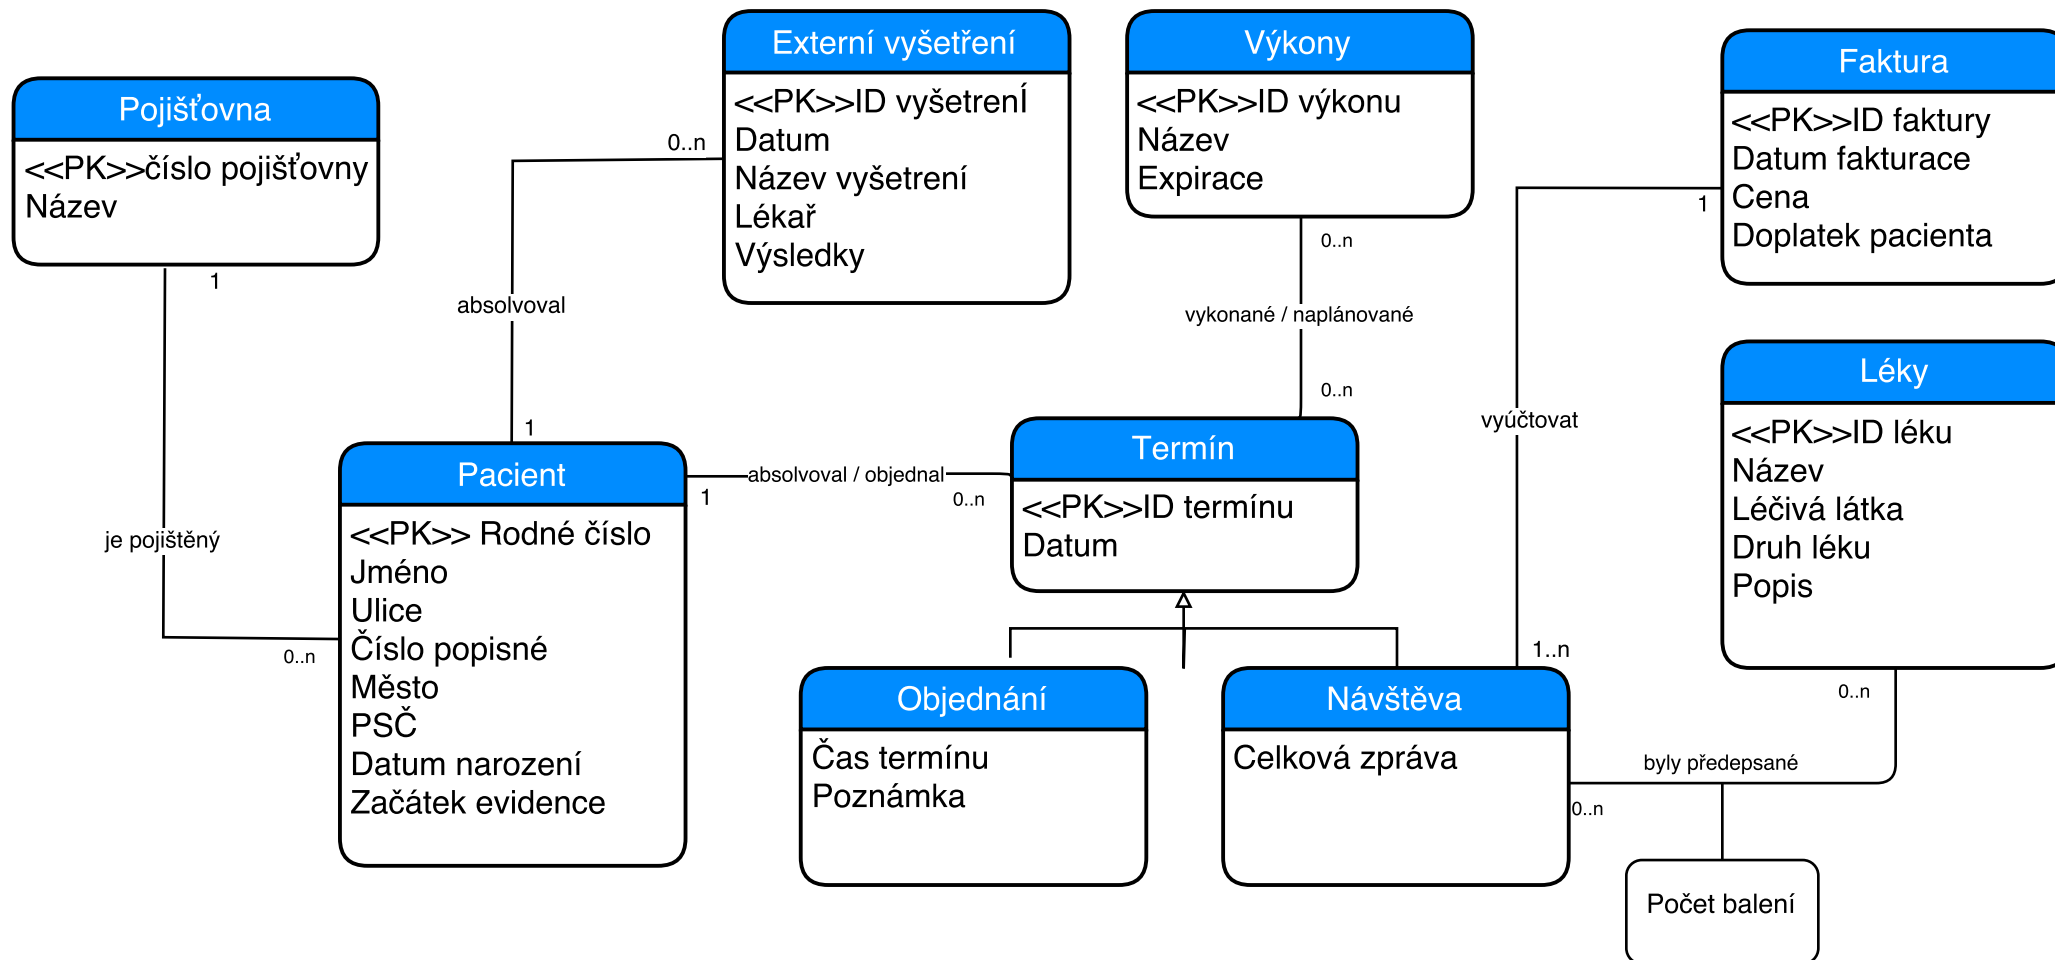 Pojišťovna
<<PK>>číslo pojišťovny
Název
1
je pojištěný
0..n
Externí vyšetření
<<PK>>ID vyšetrenÍ
Datum
Název vyšetrení
Lékař
Výsledky
0..n
absolvoval
1
Výkony
<<PK>>ID výkonu
Název
Expirace
0..n
vykonané / naplánované
0..n
Faktura
<<PK>>ID faktury
Datum fakturace
Cena
Doplatek pacienta
1
vyúčtovat
1..n
Léky
<<PK>>ID léku
Název
Léčivá látka
Druh léku
Popis
0..n
Pacient
<<PK>> Rodné číslo
Jméno
Ulice
Číslo popisné
Město
PSČ
Datum narození
Začátek evidence
1
absolvoval / objednal
0..n
Termín
<<PK>>ID termínu
Datum
Objednání
Čas termínu
Poznámka
Návštěva
Celková zpráva
byly předepsané
0..n
Počet balení